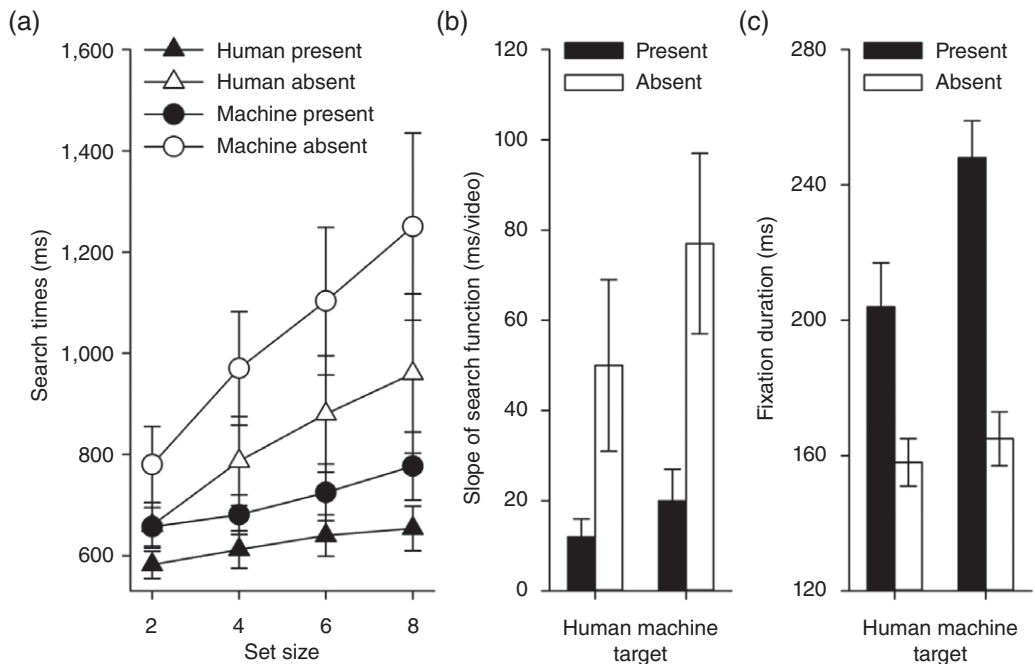 (a)
1,600
1,400
1,200
1,000
800
600
Search times (ms)
Human present
Human absent
Machine present
Machine absent
2 4 6 8
Set size
(b)
120
100
80
60
40
20
0
Slope of search function (ms/video)
Present
Absent
Human machine
target
(c)
280
240
200
160
120
Fixation duration (ms)
Present
Absent
Human machine
target